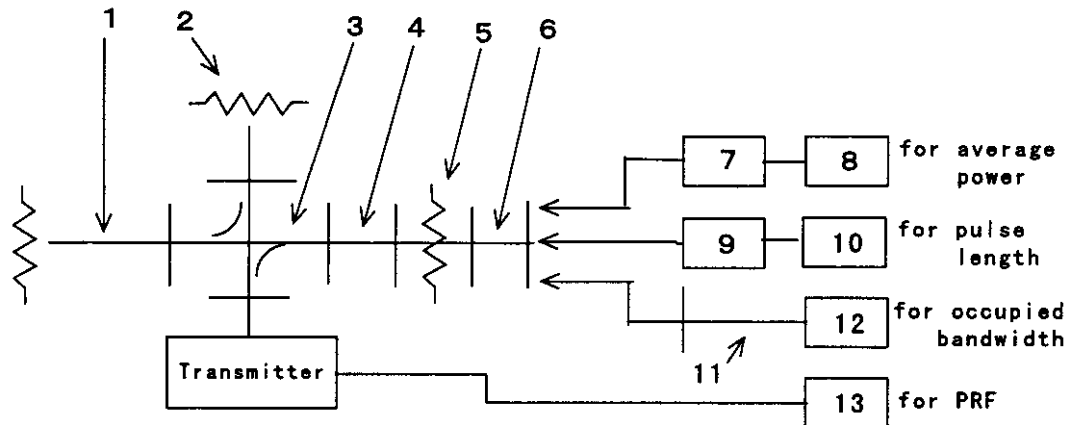 1
2
3
4
5
6
7
8
for average
power
9
10
for pulse
length
11
12
for occupied
bandwidth
Transmitter
13
for PRF